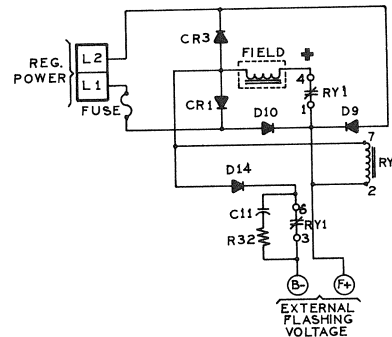 REG.
POWER
L2
L1
FUSE
CR3
CR1
FIELD
+
4
RY1
1
D10
D9
7
RY
2
D14
C11
R32
6
RY1
3
B-
F+
EXTERNAL
FLASHING
VOLTAGE